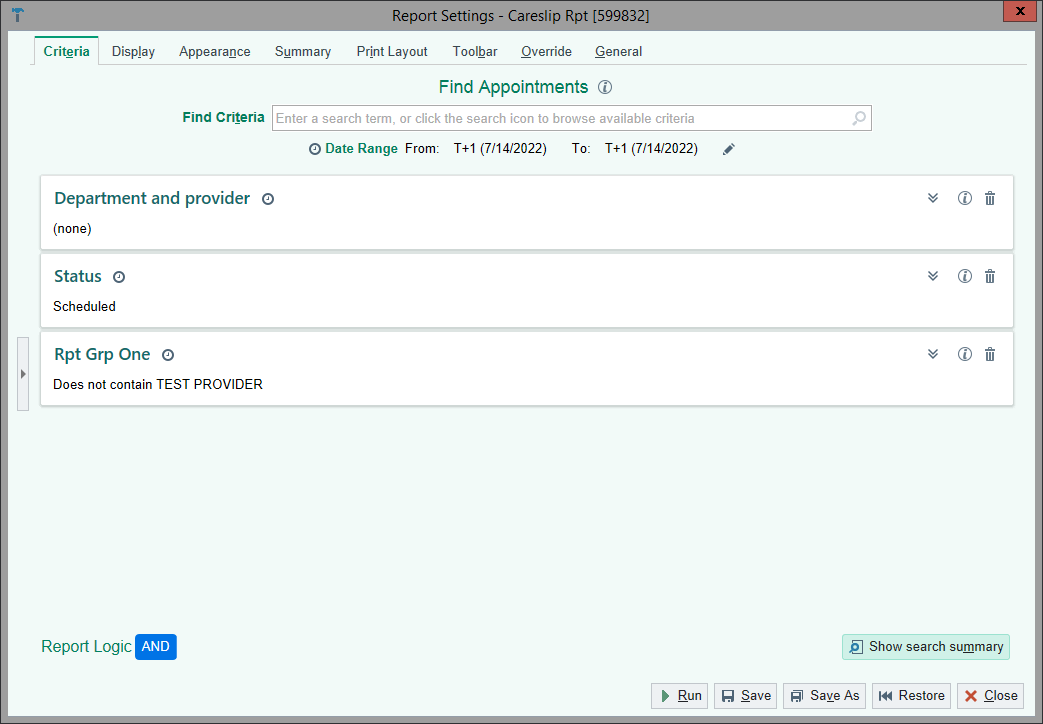 Report Settings - Careslip Rpt [599832]
x
Criteria Display Appearance Summary Print Layout Toolbar Override General
Find Appointments
Find Criteria Enter a search term, or click the search icon to browse available criteria
Date Range From: T+1 (7/14/2022) To: T+1 (7/14/2022)
Department and provider
(none)
Status
Scheduled
Rpt Grp One
Does not contain TEST PROVIDER
Report Logic AND
Show search summary
Run Save Save As Restore Close